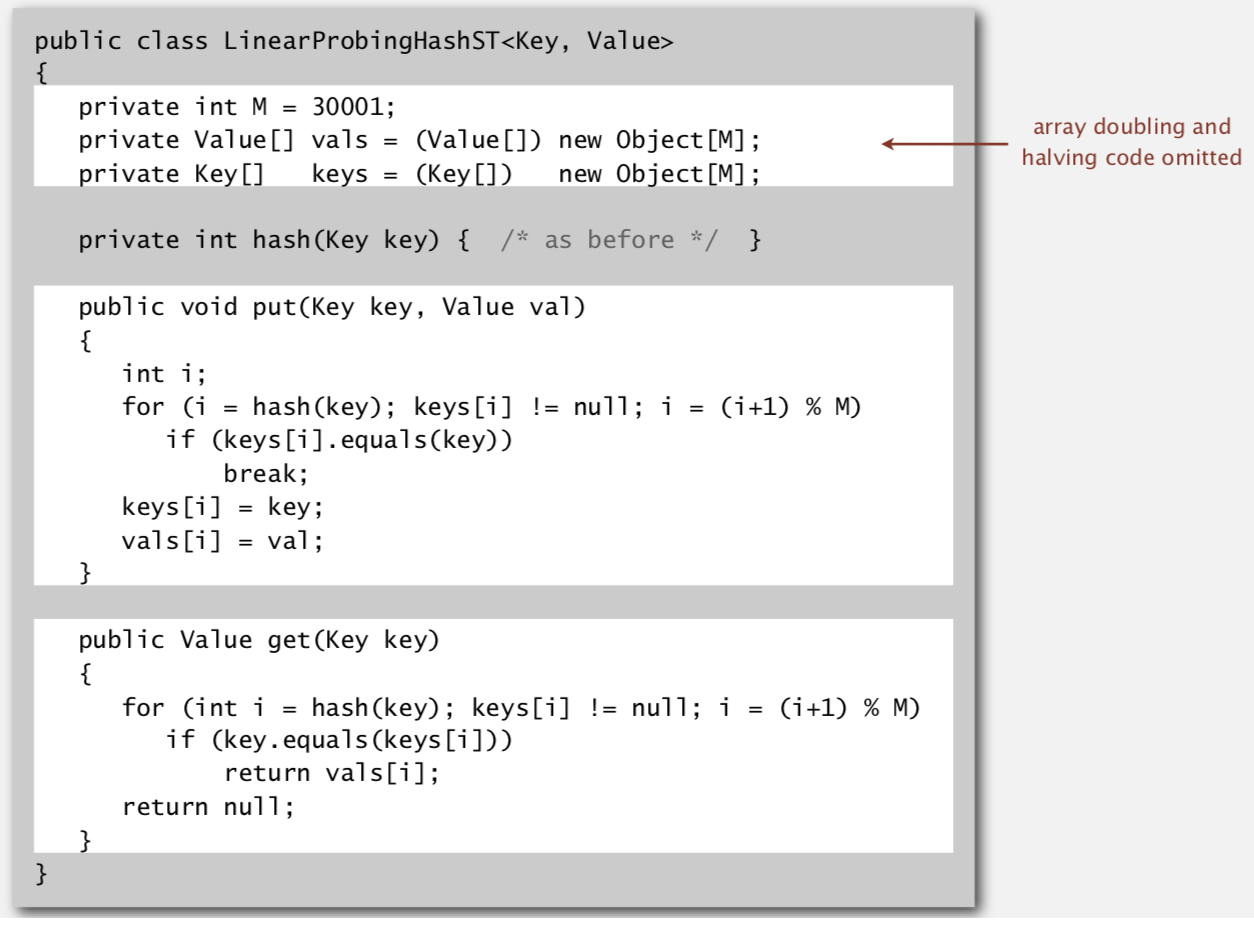 public class LinearProbingHashST<Key, Value>
{
   private int M = 30001;
   private Value[] vals = (Value[]) new Object[M];
   private Key[]   keys = (Key[])   new Object[M];
array doubling and
halving code omitted
   private int hash(Key key) {  /* as before */  }
   public void put(Key key, Value val)
   {
      int i;
      for (i = hash(key); keys[i] != null; i = (i+1) % M)
         if (keys[i].equals(key))
             break;
      keys[i] = key;
      vals[i] = val;
   }
   public Value get(Key key)
   {
      for (int i = hash(key); keys[i] != null; i = (i+1) % M)
         if (key.equals(keys[i]))
             return vals[i];
      return null;
   }
}